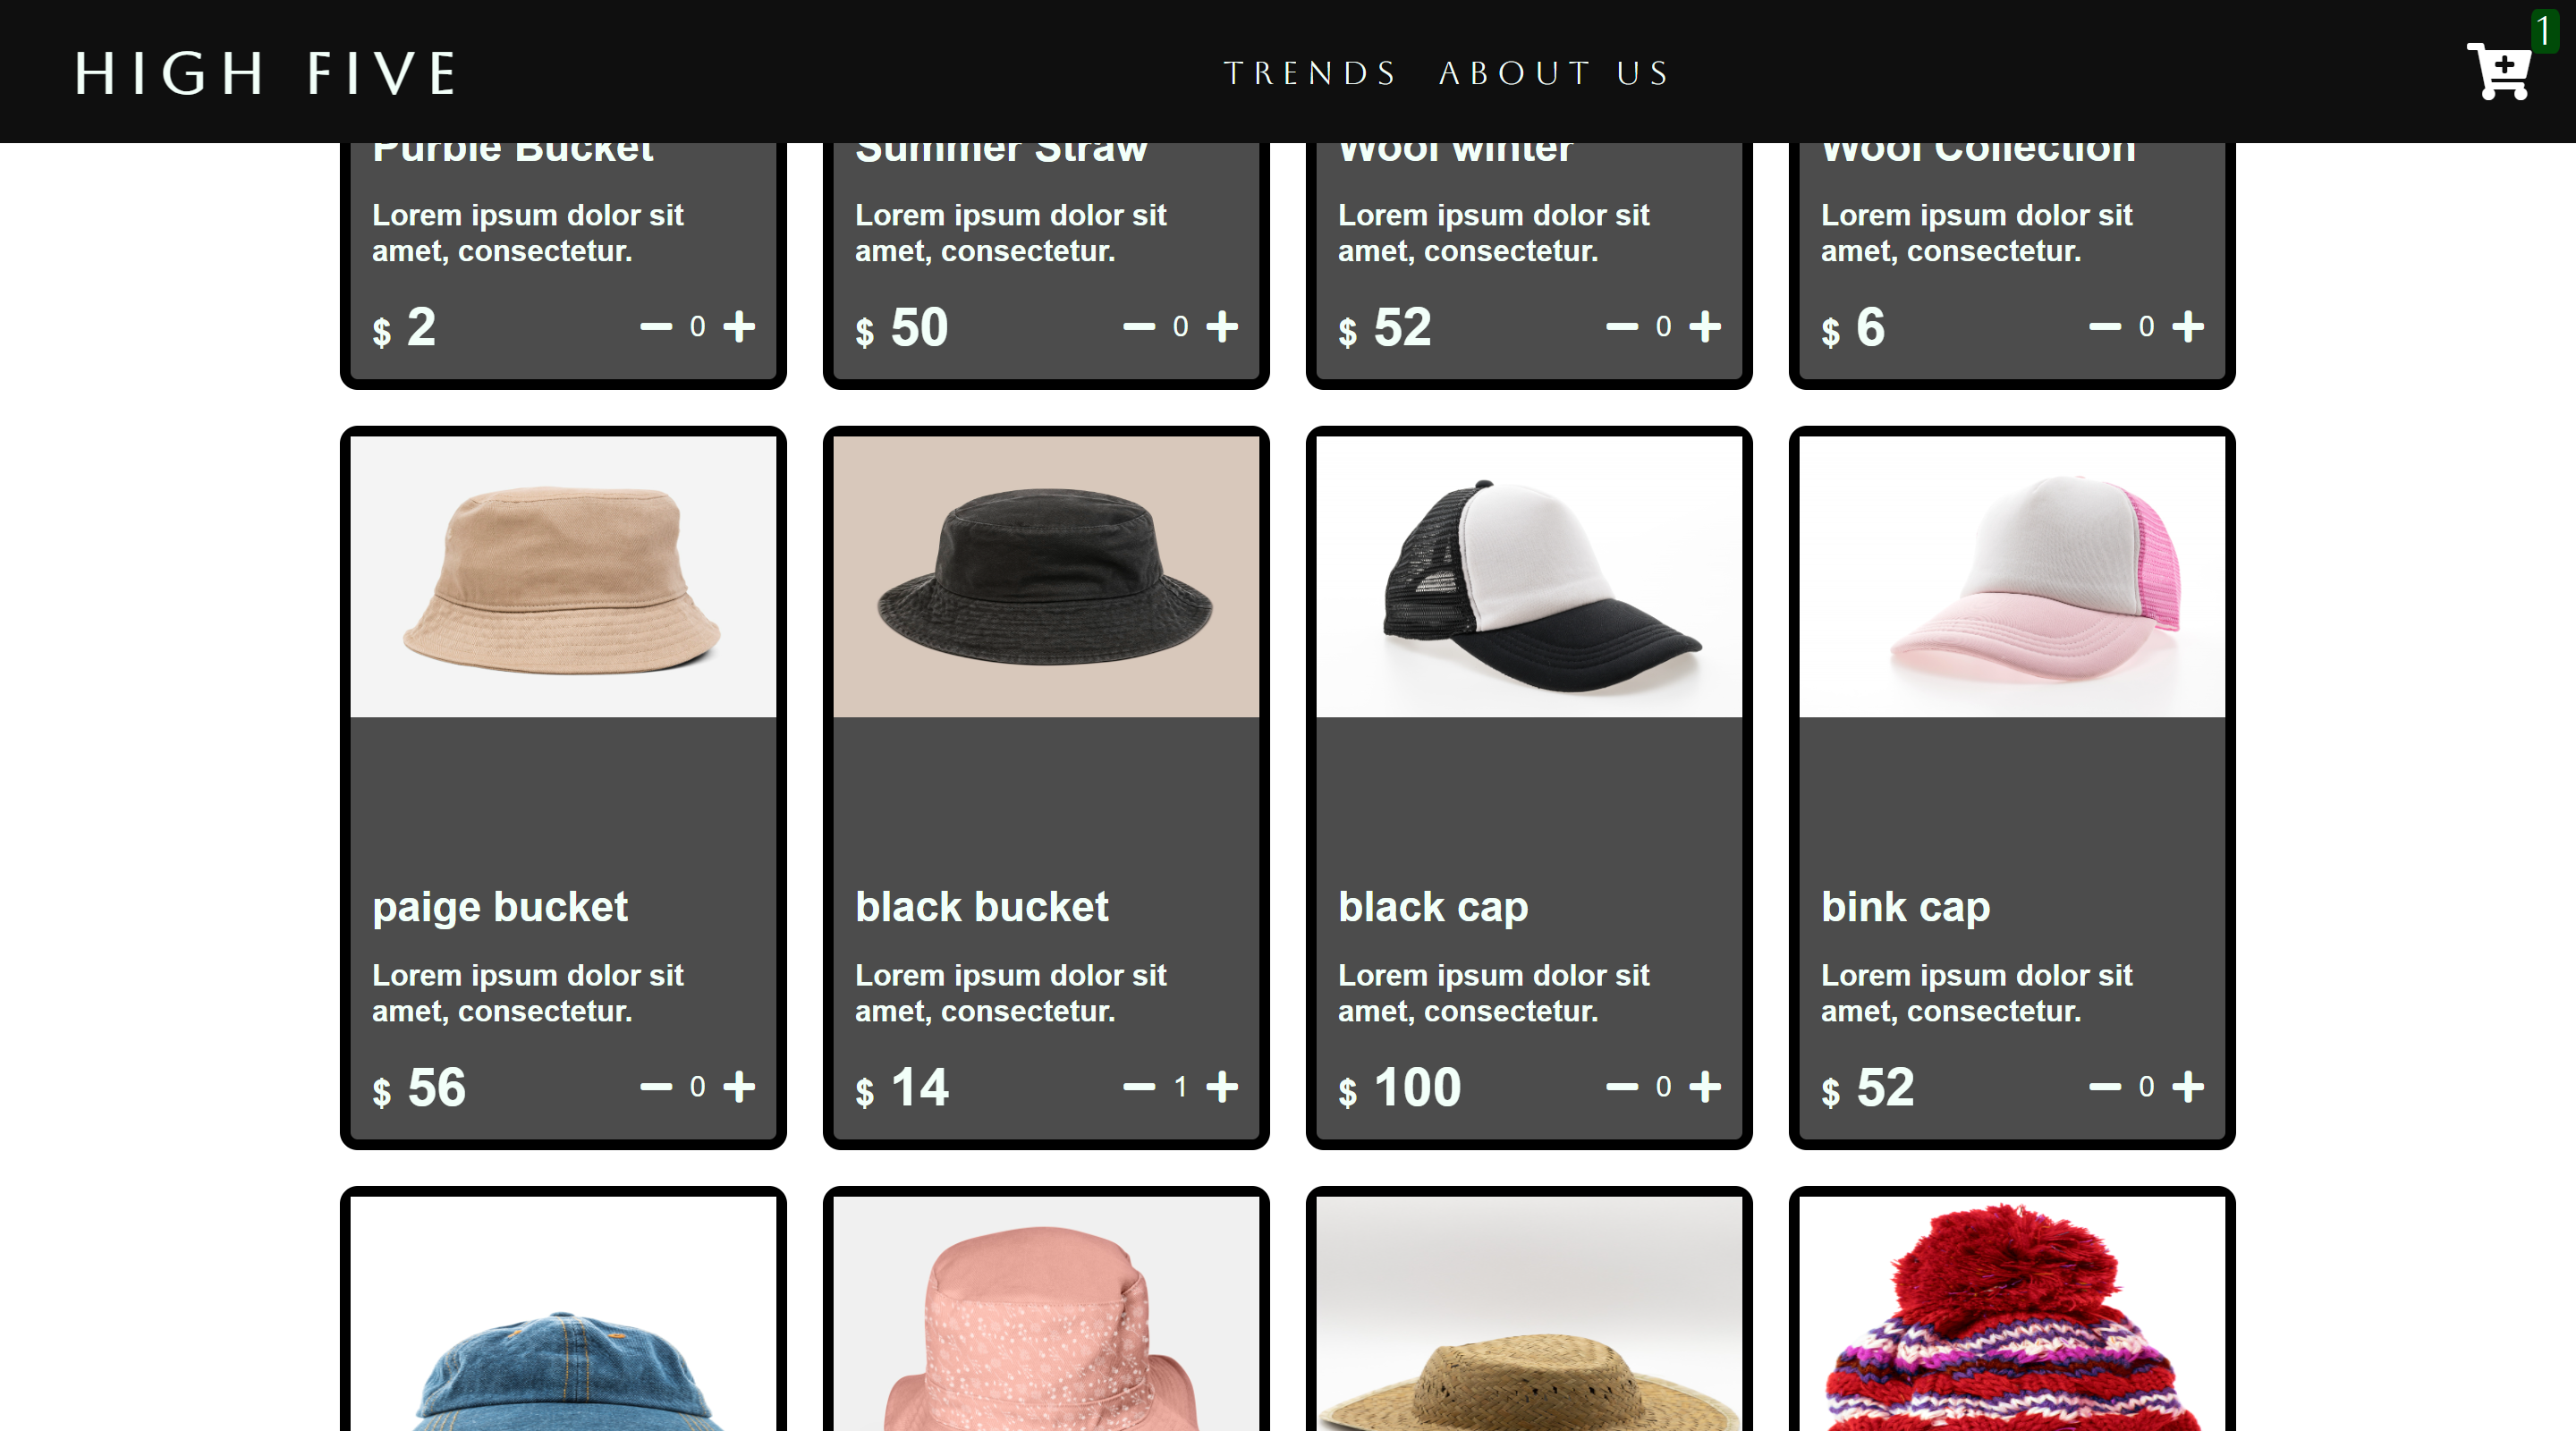 HIGH FIVE
TRENDS ABOUT US
1
Purple Bucket
Lorem ipsum dolor sit
amet, consectetur.
$ 2
0
Summer Straw
Lorem ipsum dolor sit
amet, consectetur.
$ 50
0
Wool winter
Lorem ipsum dolor sit
amet, consectetur.
$ 52
0
Wool Collection
Lorem ipsum dolor sit
amet, consectetur.
$ 6
0
paige bucket
Lorem ipsum dolor sit
amet, consectetur.
$ 56
0
black bucket
Lorem ipsum dolor sit
amet, consectetur.
$ 14
1
black cap
Lorem ipsum dolor sit
amet, consectetur.
$ 100
0
bink cap
Lorem ipsum dolor sit
amet, consectetur.
$ 52
0